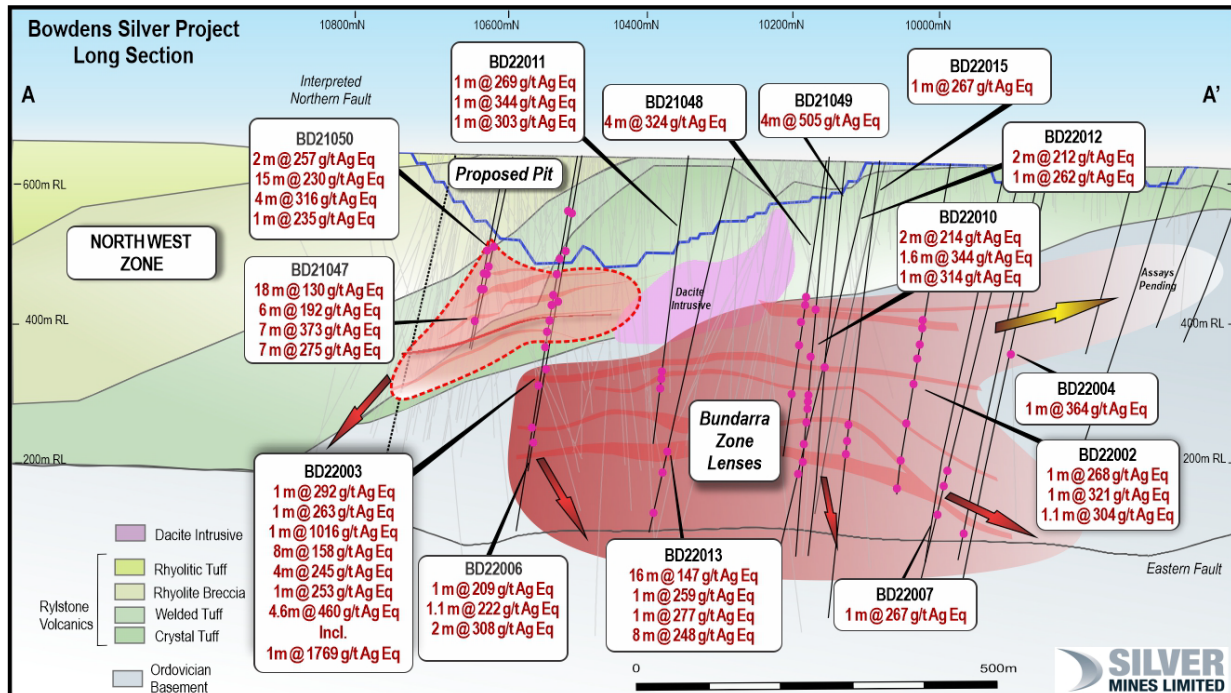 Bowdens Silver Project
Long Section
10800mN
10600mN
10400mN
10200mN
10000mN
A
A'
Interpreted
Northern Fault
BD22011
1 m @ 269 g/t Ag Eq
1 m @ 344 g/t Ag Eq
1 m @ 303 g/t Ag Eq
BD21048
4 m @ 324 g/t Ag Eq
BD21049
4 m @ 505 g/t Ag Eq
BD22015
1 m @ 267 g/t Ag Eq
BD21050
2 m @ 257 g/t Ag Eq
15 m @ 230 g/t Ag Eq
4 m @ 316 g/t Ag Eq
1 m @ 235 g/t Ag Eq
Proposed Pit
BD22012
2 m @ 212 g/t Ag Eq
1 m @ 262 g/t Ag Eq
600m RL
600m RL
NORTH WEST
ZONE
BD22010
2 m @ 214 g/t Ag Eq
1.6 m @ 344 g/t Ag Eq
1 m @ 314 g/t Ag Eq
BD21047
18 m @ 130 g/t Ag Eq
6 m @ 192 g/t Ag Eq
7 m @ 373 g/t Ag Eq
7 m @ 275 g/t Ag Eq
Dacite
Intrusive
Assays
Pending
400m RL
400m RL
BD22004
1 m @ 364 g/t Ag Eq
Bundarra
Zone
Lenses
BD22002
1 m @ 268 g/t Ag Eq
1 m @ 321 g/t Ag Eq
1.1 m @ 304 g/t Ag Eq
200m RL
200m RL
BD22003
1 m @ 292 g/t Ag Eq
1 m @ 263 g/t Ag Eq
1 m @ 1016 g/t Ag Eq
8m @ 158 g/t Ag Eq
4m @ 245 g/t Ag Eq
1m @ 253 g/t Ag Eq
4.6m @ 460 g/t Ag Eq
Incl.
1m @ 1769 g/t Ag Eq
BD22006
1 m @ 209 g/t Ag Eq
1.1 m @ 222 g/t Ag Eq
2 m @ 308 g/t Ag Eq
BD22013
16 m @ 147 g/t Ag Eq
1 m @ 259 g/t Ag Eq
1 m @ 277 g/t Ag Eq
8 m @ 248 g/t Ag Eq
BD22007
1 m @ 267 g/t Ag Eq
Eastern Fault
Dacite Intrusive
Rylstone
Volcanics
Rhyolitic Tuff
Rhyolite Breccia
Welded Tuff
Crystal Tuff
Ordovician
Basement
0
500m
SILVER
MINES LIMITED